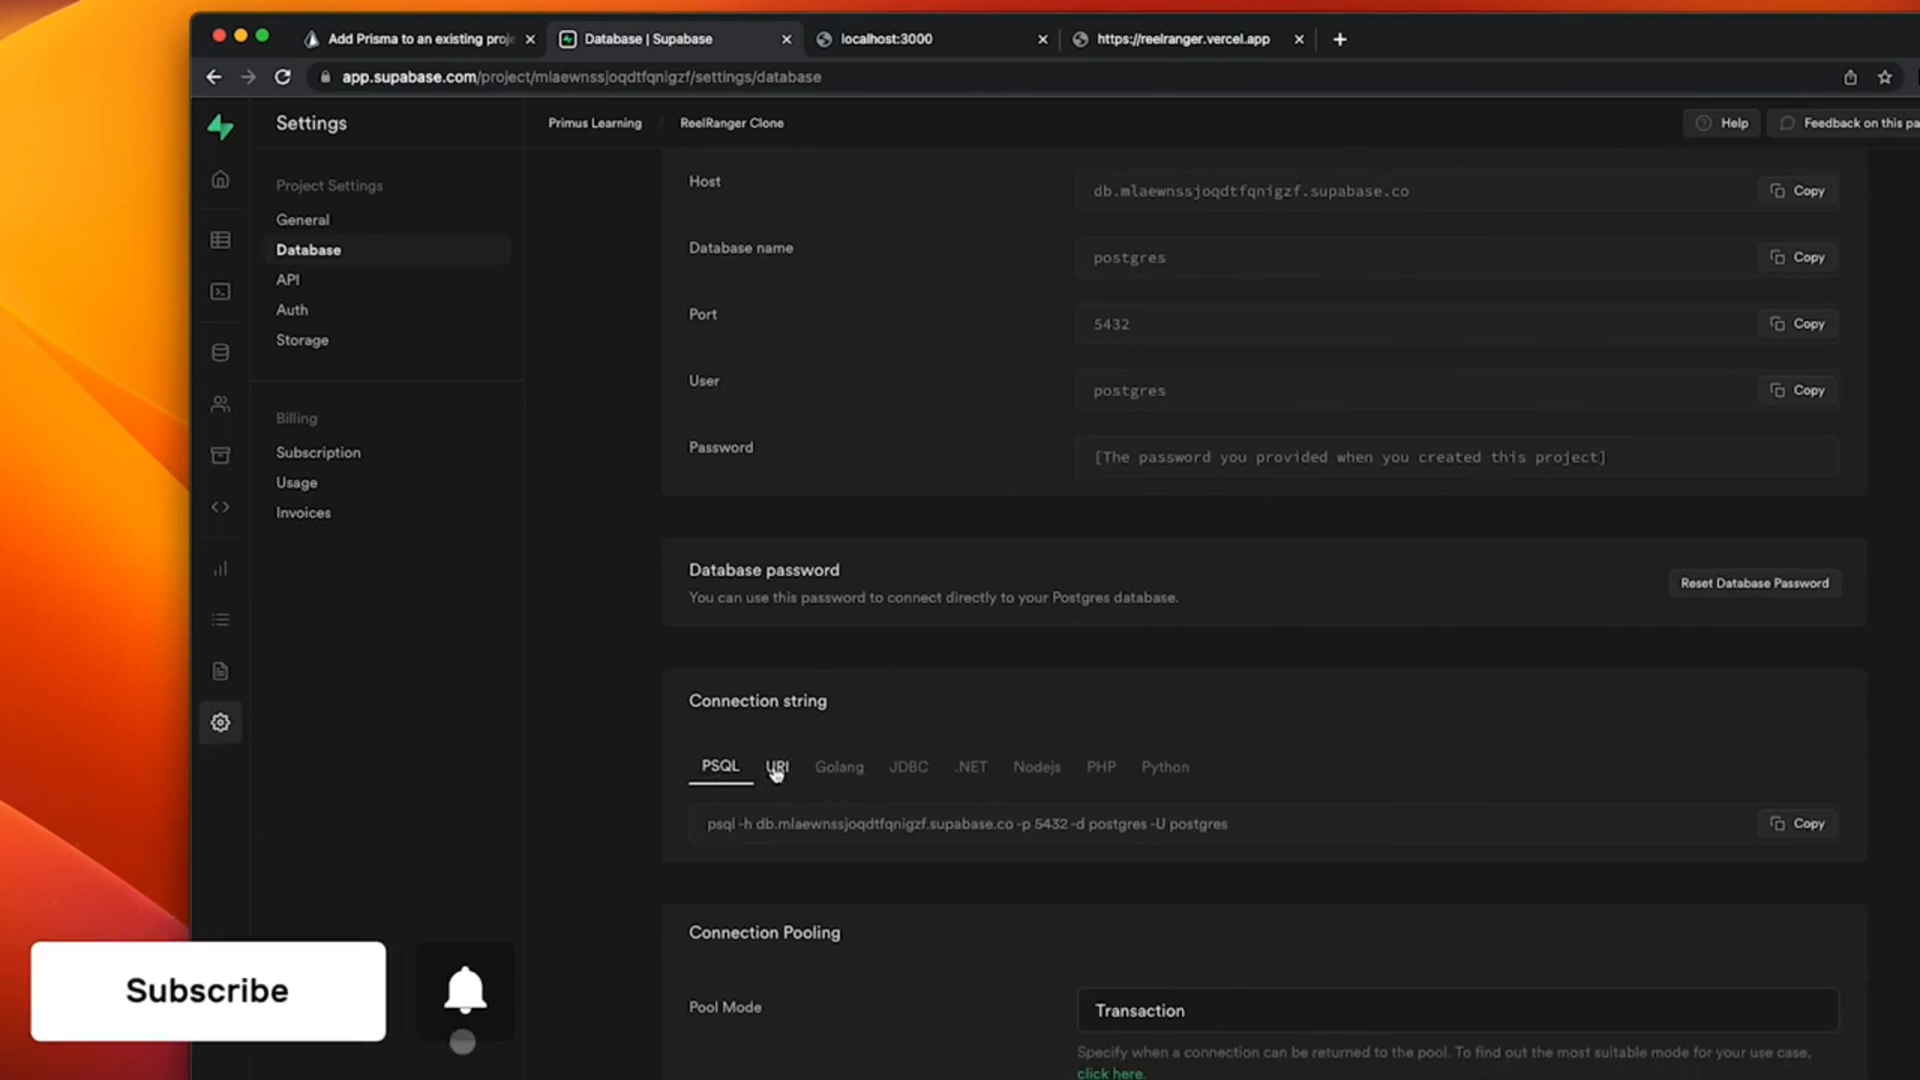 Add Prisma to an existing proje
Database | Supabase
localhost:3000
https://reelranger.vercel.app
app.supabase.com/project/mlaewnssjoqdtfqnigzf/settings/database
Settings
Primus Learning / ReelRanger Clone
Help
Feedback on this pa
Project Settings
General
Database
API
Auth
Storage
Billing
Subscription
Usage
Invoices
Host
db.mlaewnssjoqdtfqnigzf.supabase.co
Copy
Database name
postgres
Copy
Port
5432
Copy
User
postgres
Copy
Password
[The password you provided when you created this project]
Database password
You can use this password to connect directly to your Postgres database.
Reset Database Password
Connection string
PSQL URI Golang JDBC .NET Nodejs PHP Python
psql -h db.mlaewnssjoqdtfqnigzf.supabase.co -p 5432 -d postgres -U postgres
Copy
Connection Pooling
Pool Mode
Transaction
Specify when a connection can be returned to the pool. To find out the most suitable mode for your use case,
click here.
Subscribe